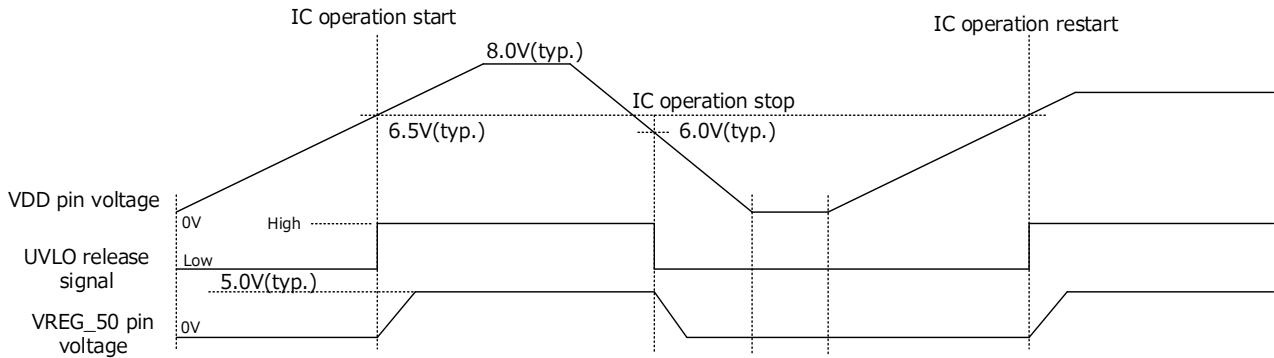 IC operation start
IC operation restart
8.0V(typ.)
IC operation stop
6.5V(typ.)
6.0V(typ.)
VDD pin voltage
0V
High
UVLO release
signal
Low
5.0V(typ.)
VREG_50 pin
voltage
0V